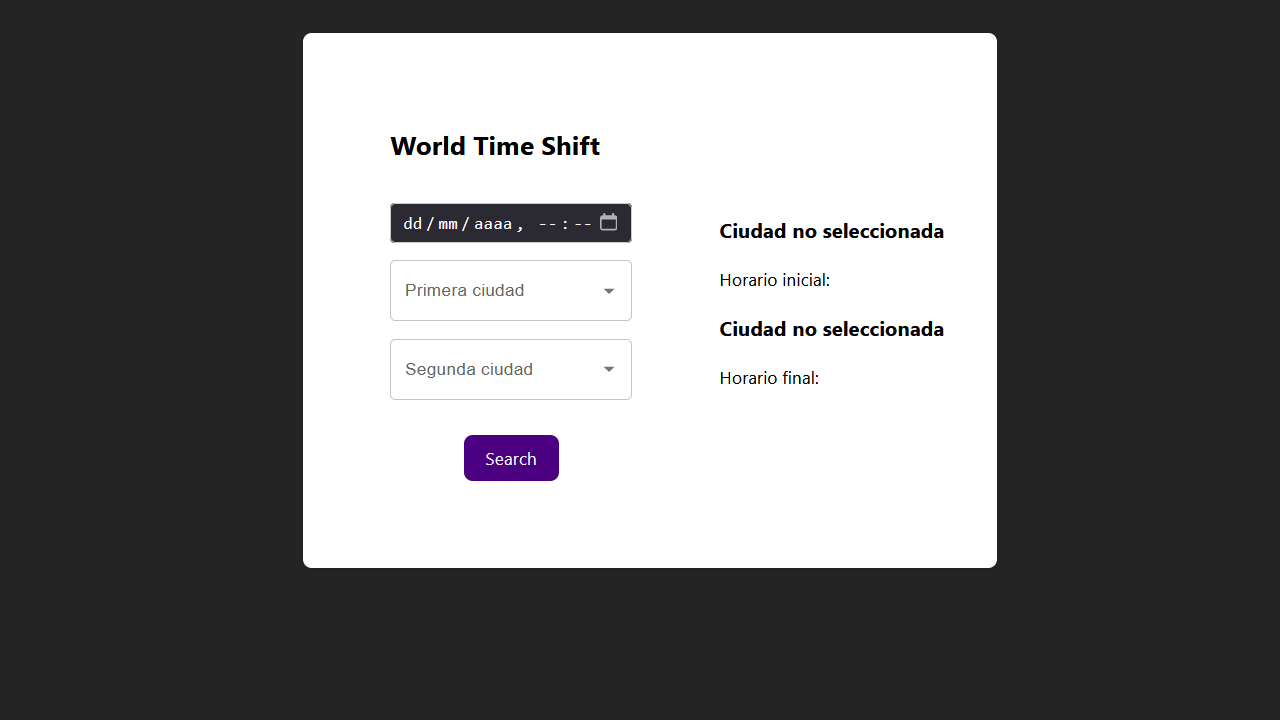 World Time Shift
dd/mm/aaaa, --:--
Primera ciudad
Segunda ciudad
Search
Ciudad no seleccionada
Horario inicial:
Ciudad no seleccionada
Horario final: